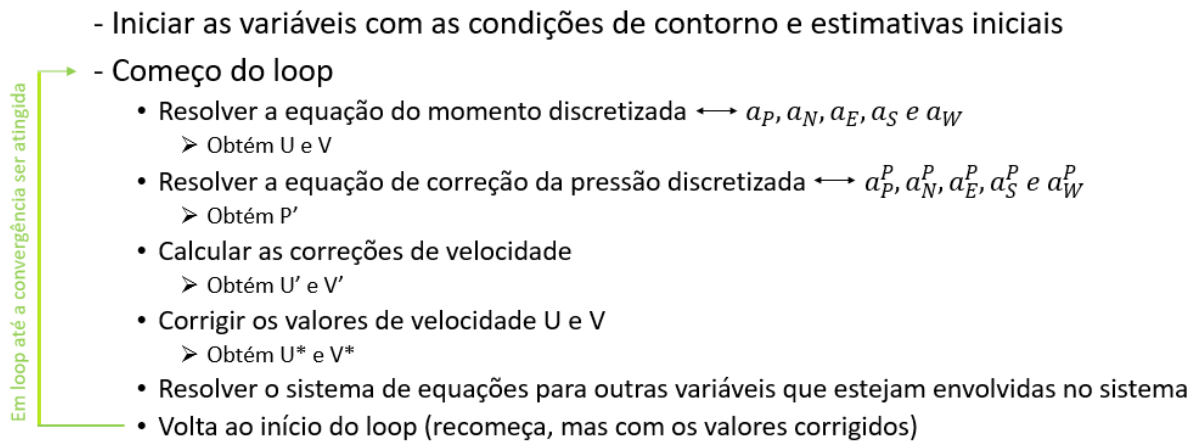 - Iniciar as variáveis com as condições de contorno e estimativas iniciais
- Começo do loop
• Resolver a equação do momento discretizada ⟷ a_P, a_N, a_E, a_S e a_W
➢ Obtém U e V
• Resolver a equação de correção da pressão discretizada ⟷ a_P^P, a_N^P, a_E^P, a_S^P e a_W^P
➢ Obtém P’
• Calcular as correções de velocidade
➢ Obtém U’ e V’
• Corrigir os valores de velocidade U e V
➢ Obtém U* e V*
• Resolver o sistema de equações para outras variáveis que estejam envolvidas no sistema
• Volta ao início do loop (recomeça, mas com os valores corrigidos)
Em loop até a convergência ser atingida